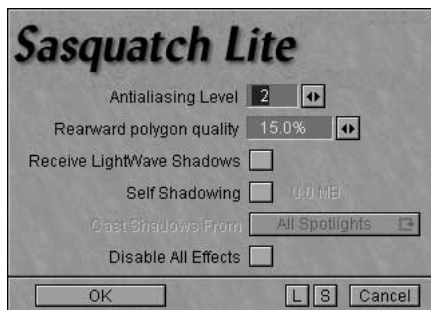 Sasquatch Lite
Antialiasing Level 2
Rearward polygon quality 15.0%
Receive LightWave Shadows
Self Shadowing 0.0 MB
Cast Shadows From All Spotlights
Disable All Effects
OK L S Cancel